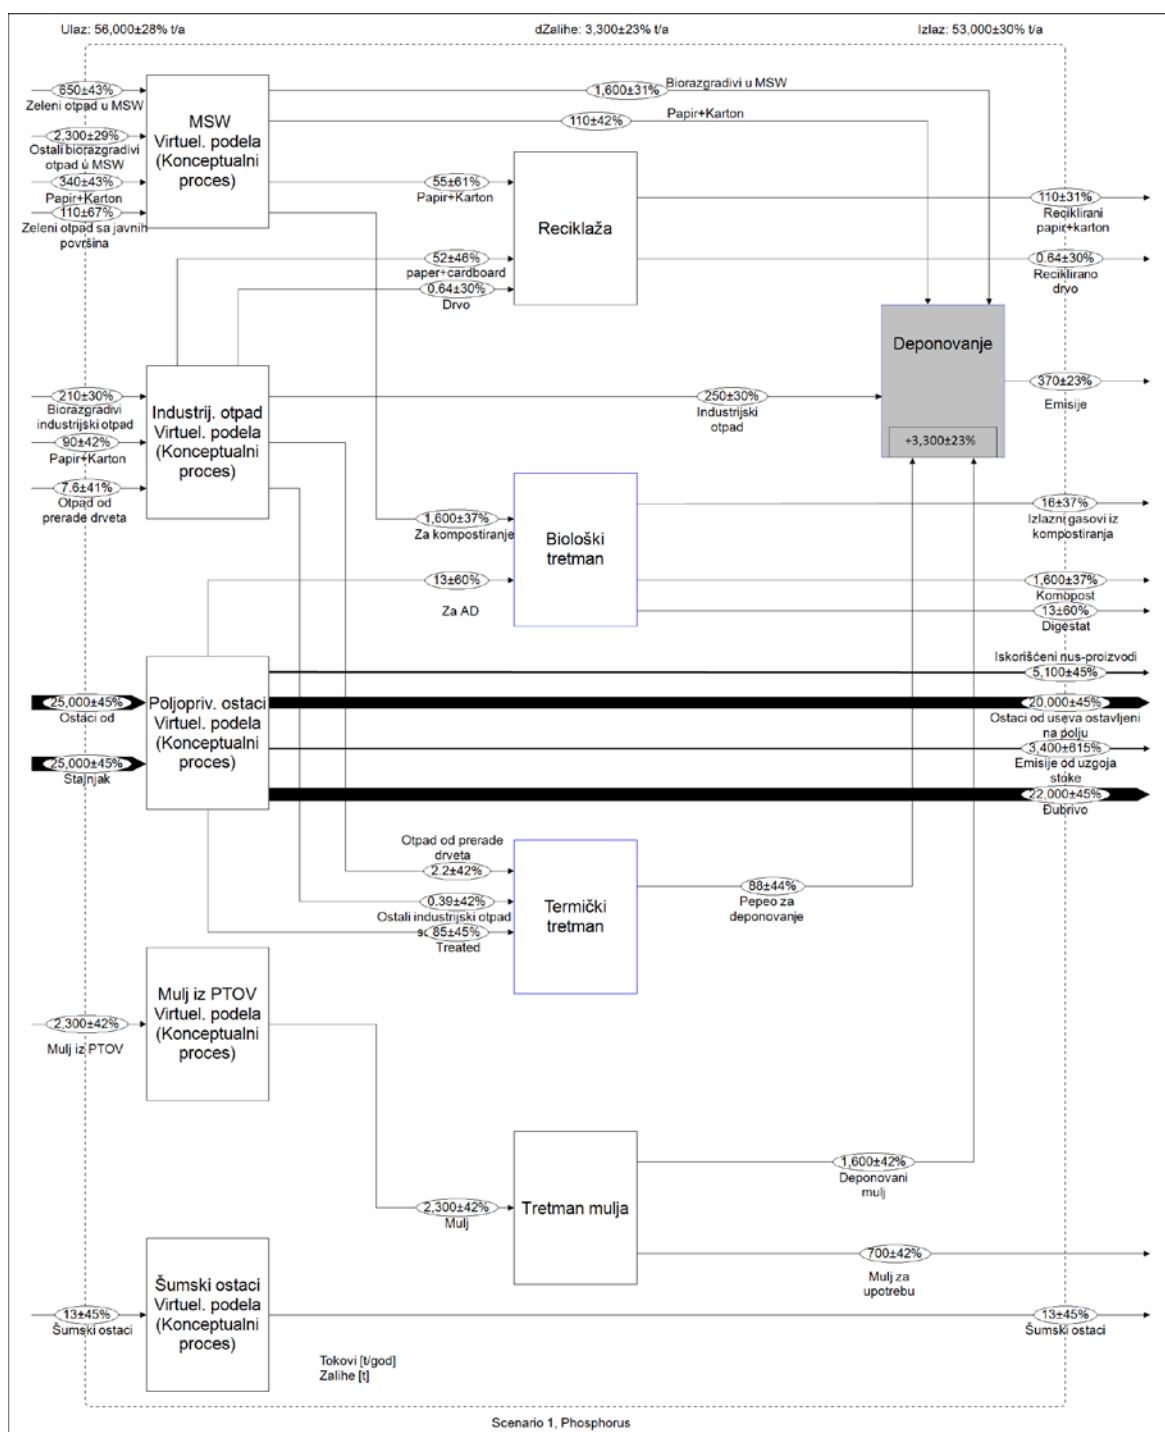 Ulaz: 56,000±28% t/a
dZalihe: 3,300±23% t/a
Izlaz: 53,000±30% t/a
650±43%
Zeleni otpad u MSW
2,300±29%
Ostali biorazgradivi
otpad u MSW
340±43%
Papir+Karton
110±67%
Zeleni otpad sa javnih
površina
MSW
Virtuel. podela
(Konceptualni
proces)
Biorazgradivi u MSW
1,600±31%
110±42%
Papir+Karton
55±61%
Papir+Karton
52±46%
paper+cardboard
0.64±30%
Drvo
Reciklaža
110±31%
Reciklirani
papir+karton
0.64±30%
Reciklirano
drvo
Deponovanje
+3,300±23%
370±23%
Emisije
210±30%
Biorazgradivi
industrijski otpad
90±42%
Papir+Karton
7.6±41%
Otpad od
prerade drveta
Industrij. otpad
Virtuel. podela
(Konceptualni
proces)
250±30%
Industrijski
otpad
1,600±37%
Za kompostiranje
13±60%
Za AD
Biološki
tretman
16±37%
Izlazni gasovi iz
kompostiranja
1,600±37%
Kombpost
13±60%
Digestat
Iskorišćeni nus-proizvodi
5,100±45%
25,000±45%
Ostaci od
25,000±45%
Stajnjak
Poljopriv. ostaci
Virtuel. podela
(Konceptualni
proces)
20,000±45%
Ostaci od useva ostavljeni
na polju
3,400±615%
Emisije od uzgoja
stoke
22,000±45%
Đubrivo
Otpad od prerade
drveta
2.2±42%
0.39±42%
Ostali industrijski otpad
85±45%
Treated
Termički
tretman
88±44%
Pepeo za
deponovanje
2,300±42%
Mulj iz PTOV
Mulj iz PTOV
Virtuel. podela
(Konceptualni
proces)
2,300±42%
Mulj
Tretman mulja
1,600±42%
Deponovani
mulj
700±42%
Mulj za
upotrebu
13±45%
Šumski ostaci
Šumski ostaci
Virtuel. podela
(Konceptualni
proces)
13±45%
Šumski ostaci
Tokovi [t/god]
Zalihe [t]
Scenario 1, Phosphorus